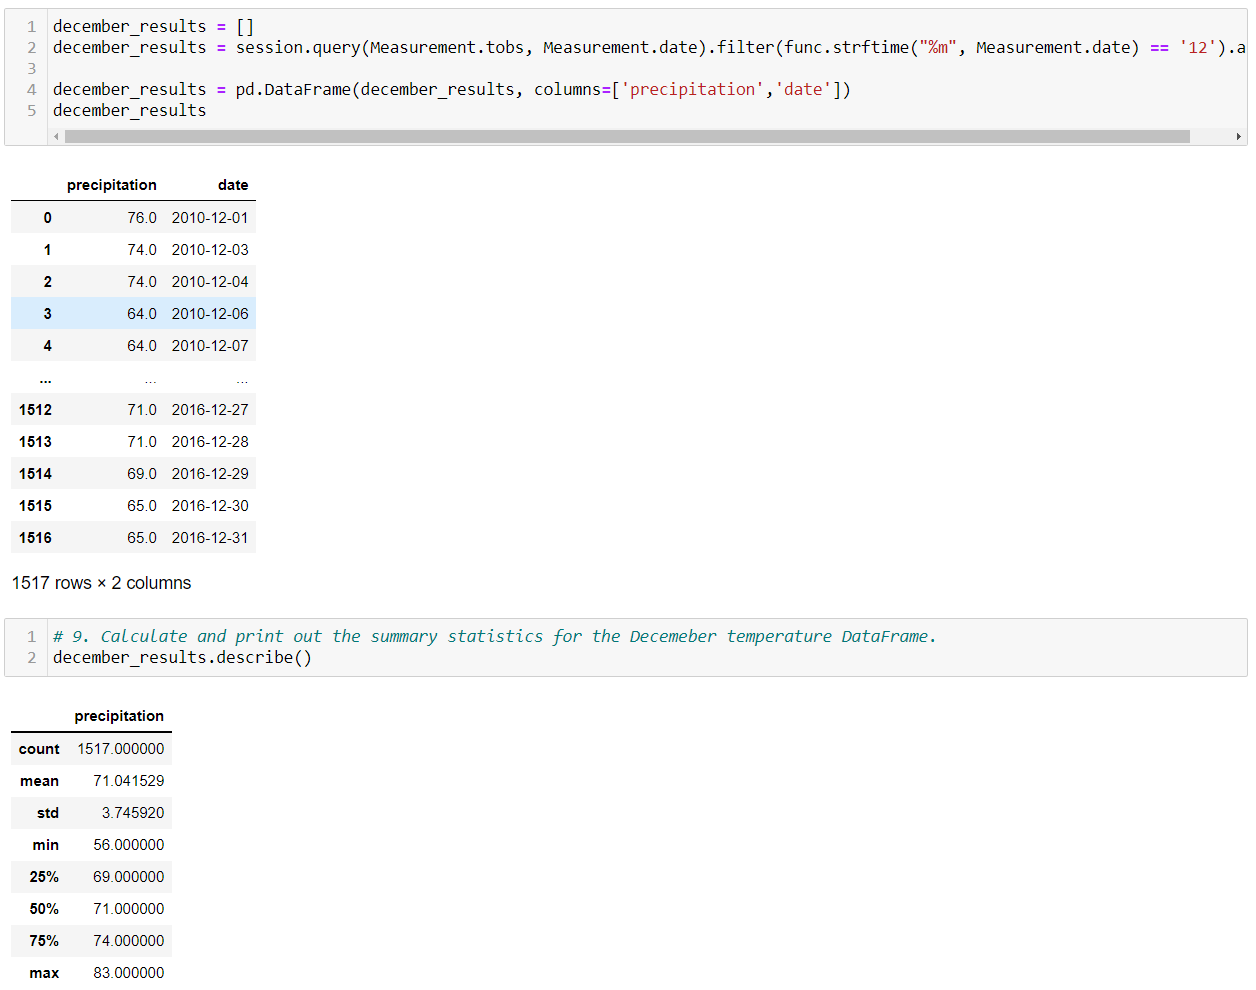 1 december_results = []
2 december_results = session.query(Measurement.tobs, Measurement.date).filter(func.strftime("%m", Measurement.date) == '12').a
3
4 december_results = pd.DataFrame(december_results, columns=['precipitation','date'])
5 december_results
precipitation date
0 76.0 2010-12-01
1 74.0 2010-12-03
2 74.0 2010-12-04
3 64.0 2010-12-06
4 64.0 2010-12-07
... ... ...
1512 71.0 2016-12-27
1513 71.0 2016-12-28
1514 69.0 2016-12-29
1515 65.0 2016-12-30
1516 65.0 2016-12-31
1517 rows × 2 columns
1 # 9. Calculate and print out the summary statistics for the Decemeber temperature DataFrame.
2 december_results.describe()
precipitation
count 1517.000000
mean 71.041529
std 3.745920
min 56.000000
25% 69.000000
50% 71.000000
75% 74.000000
max 83.000000